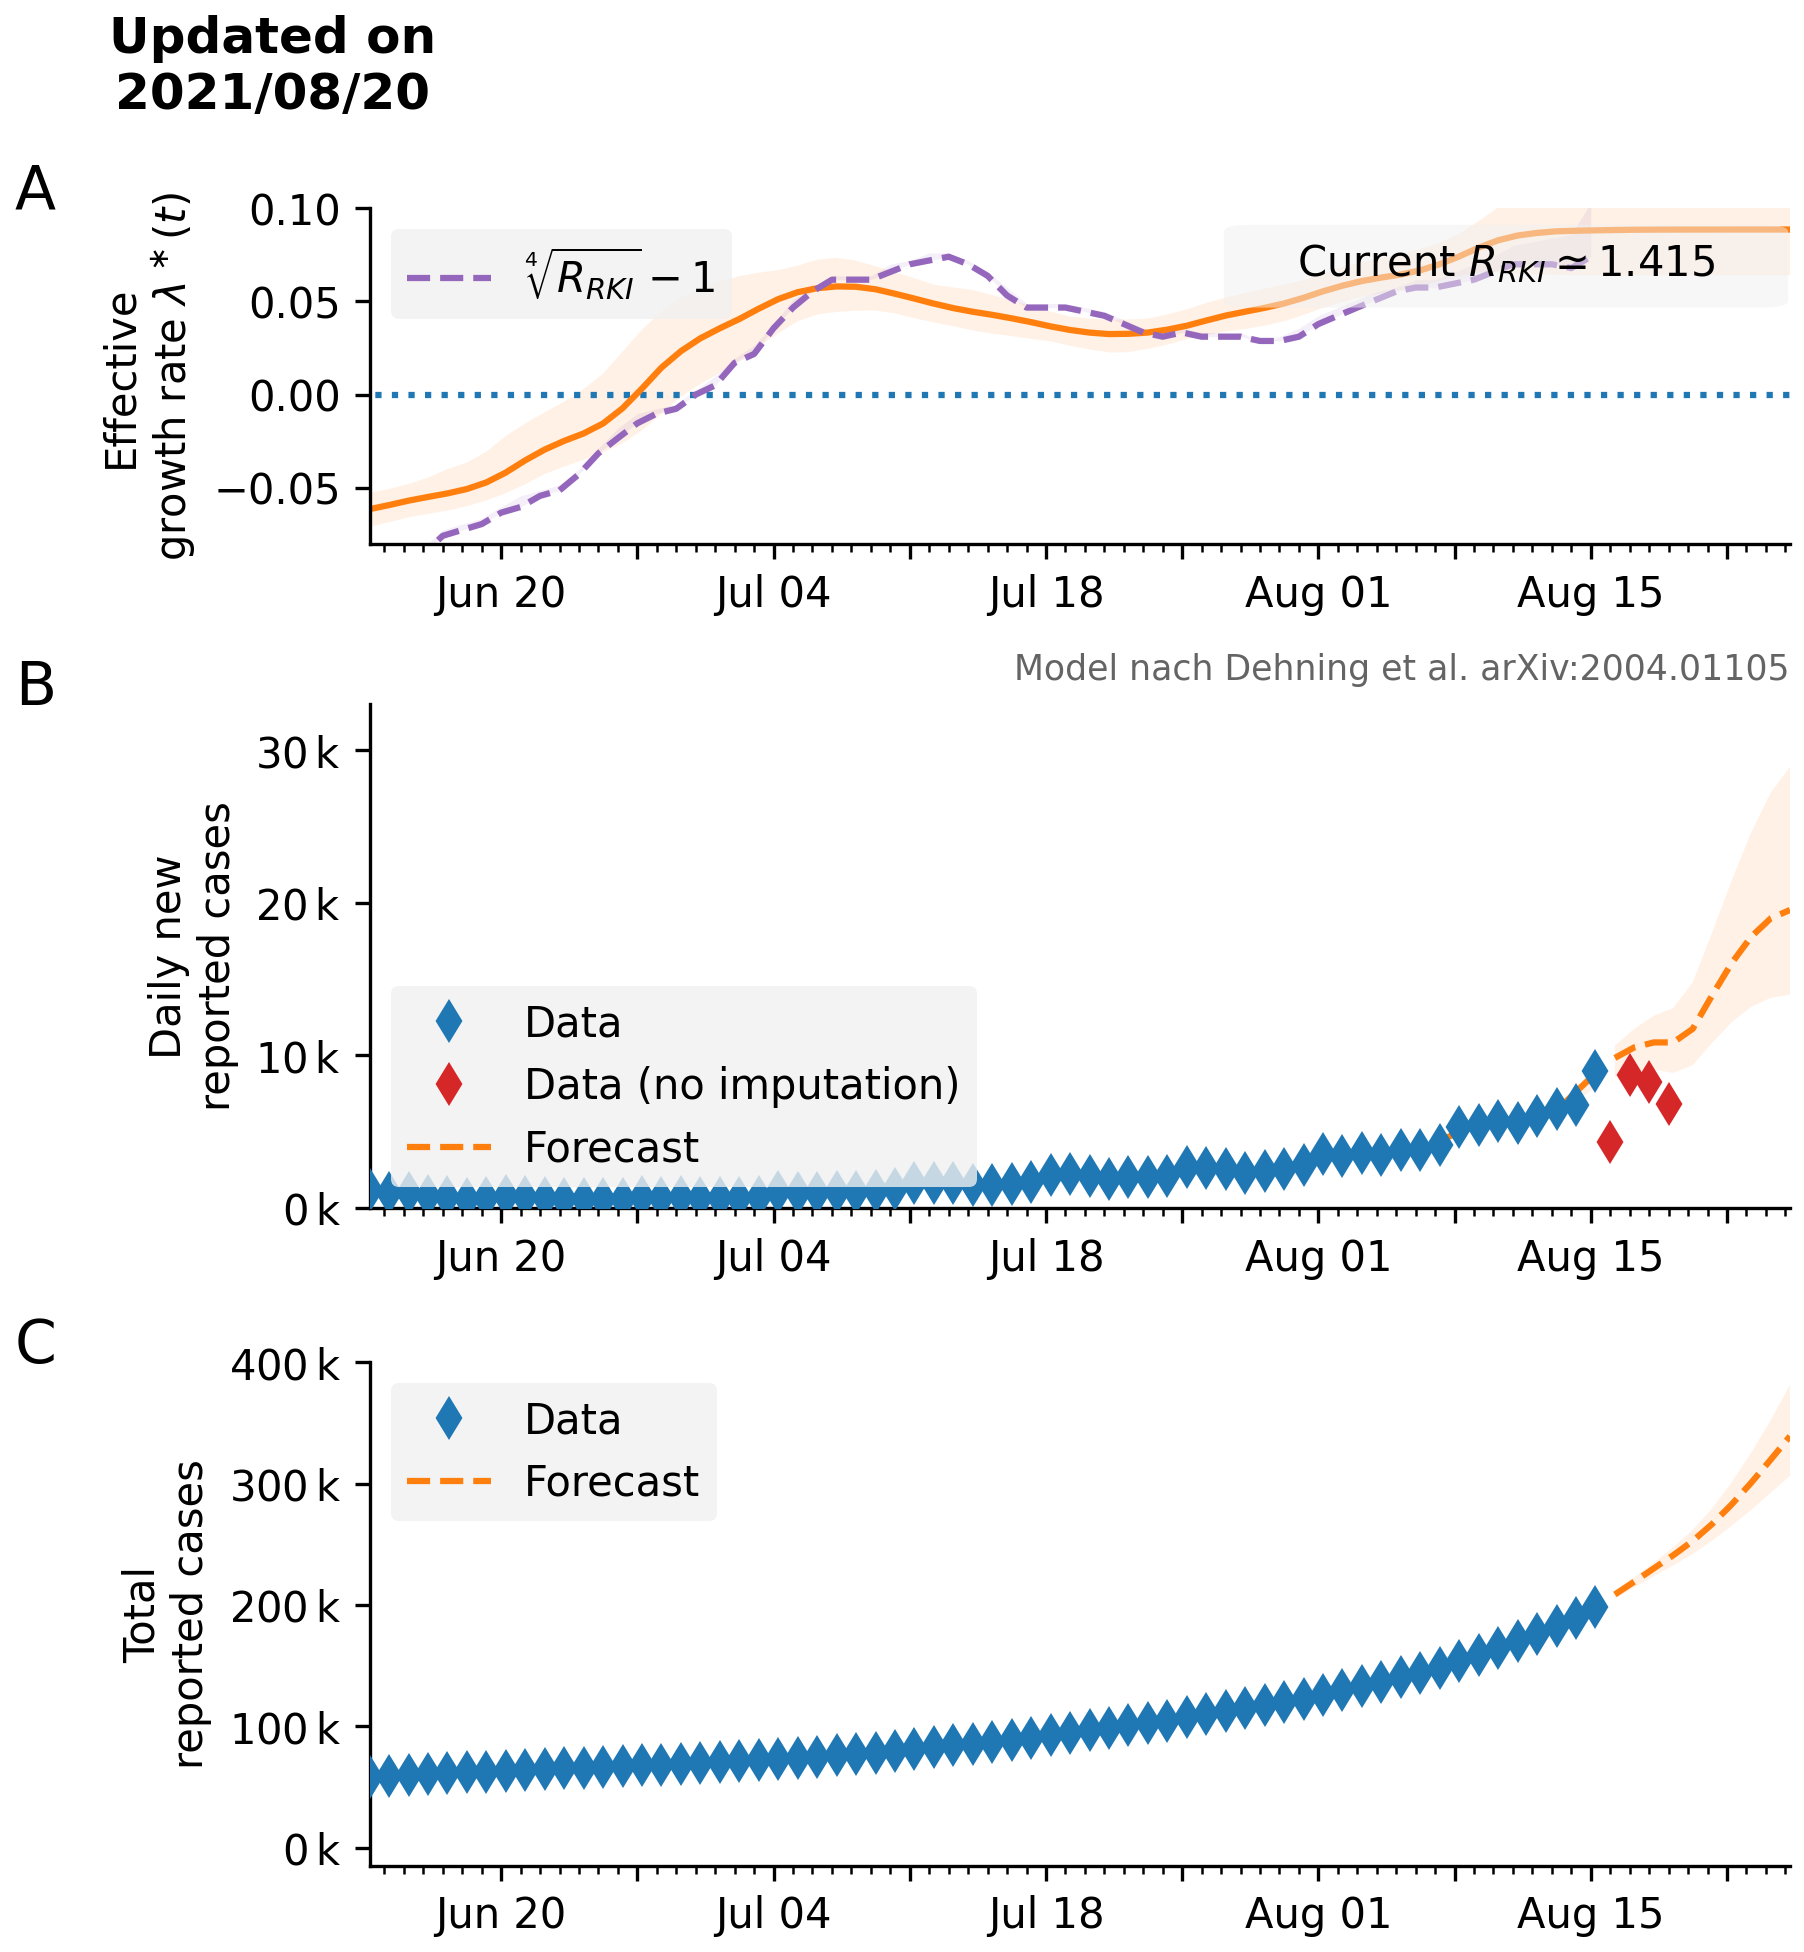 Updated on
2021/08/20
A
Effective
growth rate λ*(t)
0.10
0.05
0.00
−0.05
∜R_RKI − 1
Current R_RKI ≃ 1.415
Jun 20
Jul 04
Jul 18
Aug 01
Aug 15
B
Model nach Dehning et al. arXiv:2004.01105
Daily new
reported cases
30 k
20 k
10 k
0 k
Data
Data (no imputation)
Forecast
Jun 20
Jul 04
Jul 18
Aug 01
Aug 15
C
Total
reported cases
400 k
300 k
200 k
100 k
0 k
Data
Forecast
Jun 20
Jul 04
Jul 18
Aug 01
Aug 15